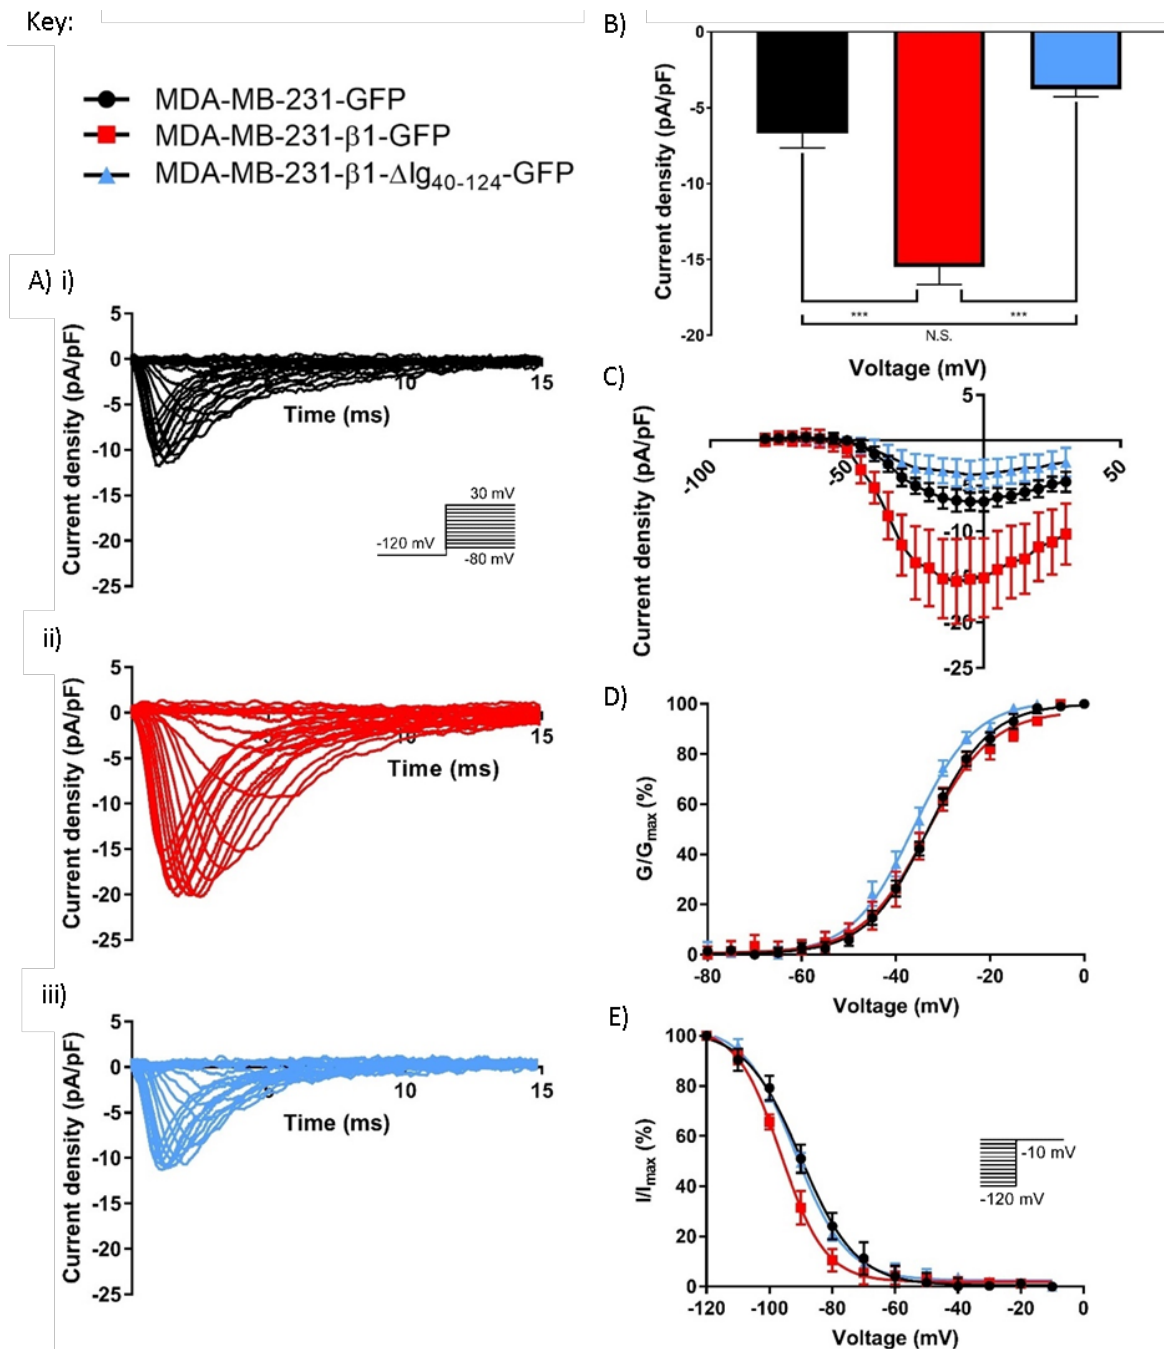 Key:
MDA-MB-231-GFP
MDA-MB-231-β1-GFP
MDA-MB-231-β1-ΔIg40-124-GFP
A) i)
Current density (pA/pF)
5
0
-5
-10
-15
-20
-25
10
15
Time (ms)
30 mV
-120 mV
-80 mV
ii)
Current density (pA/pF)
5
0
-5
-10
-15
-20
-25
10
15
Time (ms)
iii)
Current density (pA/pF)
5
0
-5
-10
-15
-20
-25
5
10
15
Time (ms)
B)
Current density (pA/pF)
0
-5
-10
-15
-20
*** ***
N.S.
C)
Voltage (mV)
Current density (pA/pF)
5
-100
-50
50
-5
-10
-15
-20
-25
D)
G/Gmax (%)
100
80
60
40
20
0
-80 -60 -40 -20 0
Voltage (mV)
E)
I/Imax (%)
100
80
60
40
20
0
-10 mV
-120 mV
-120 -100 -80 -60 -40 -20 0
Voltage (mV)